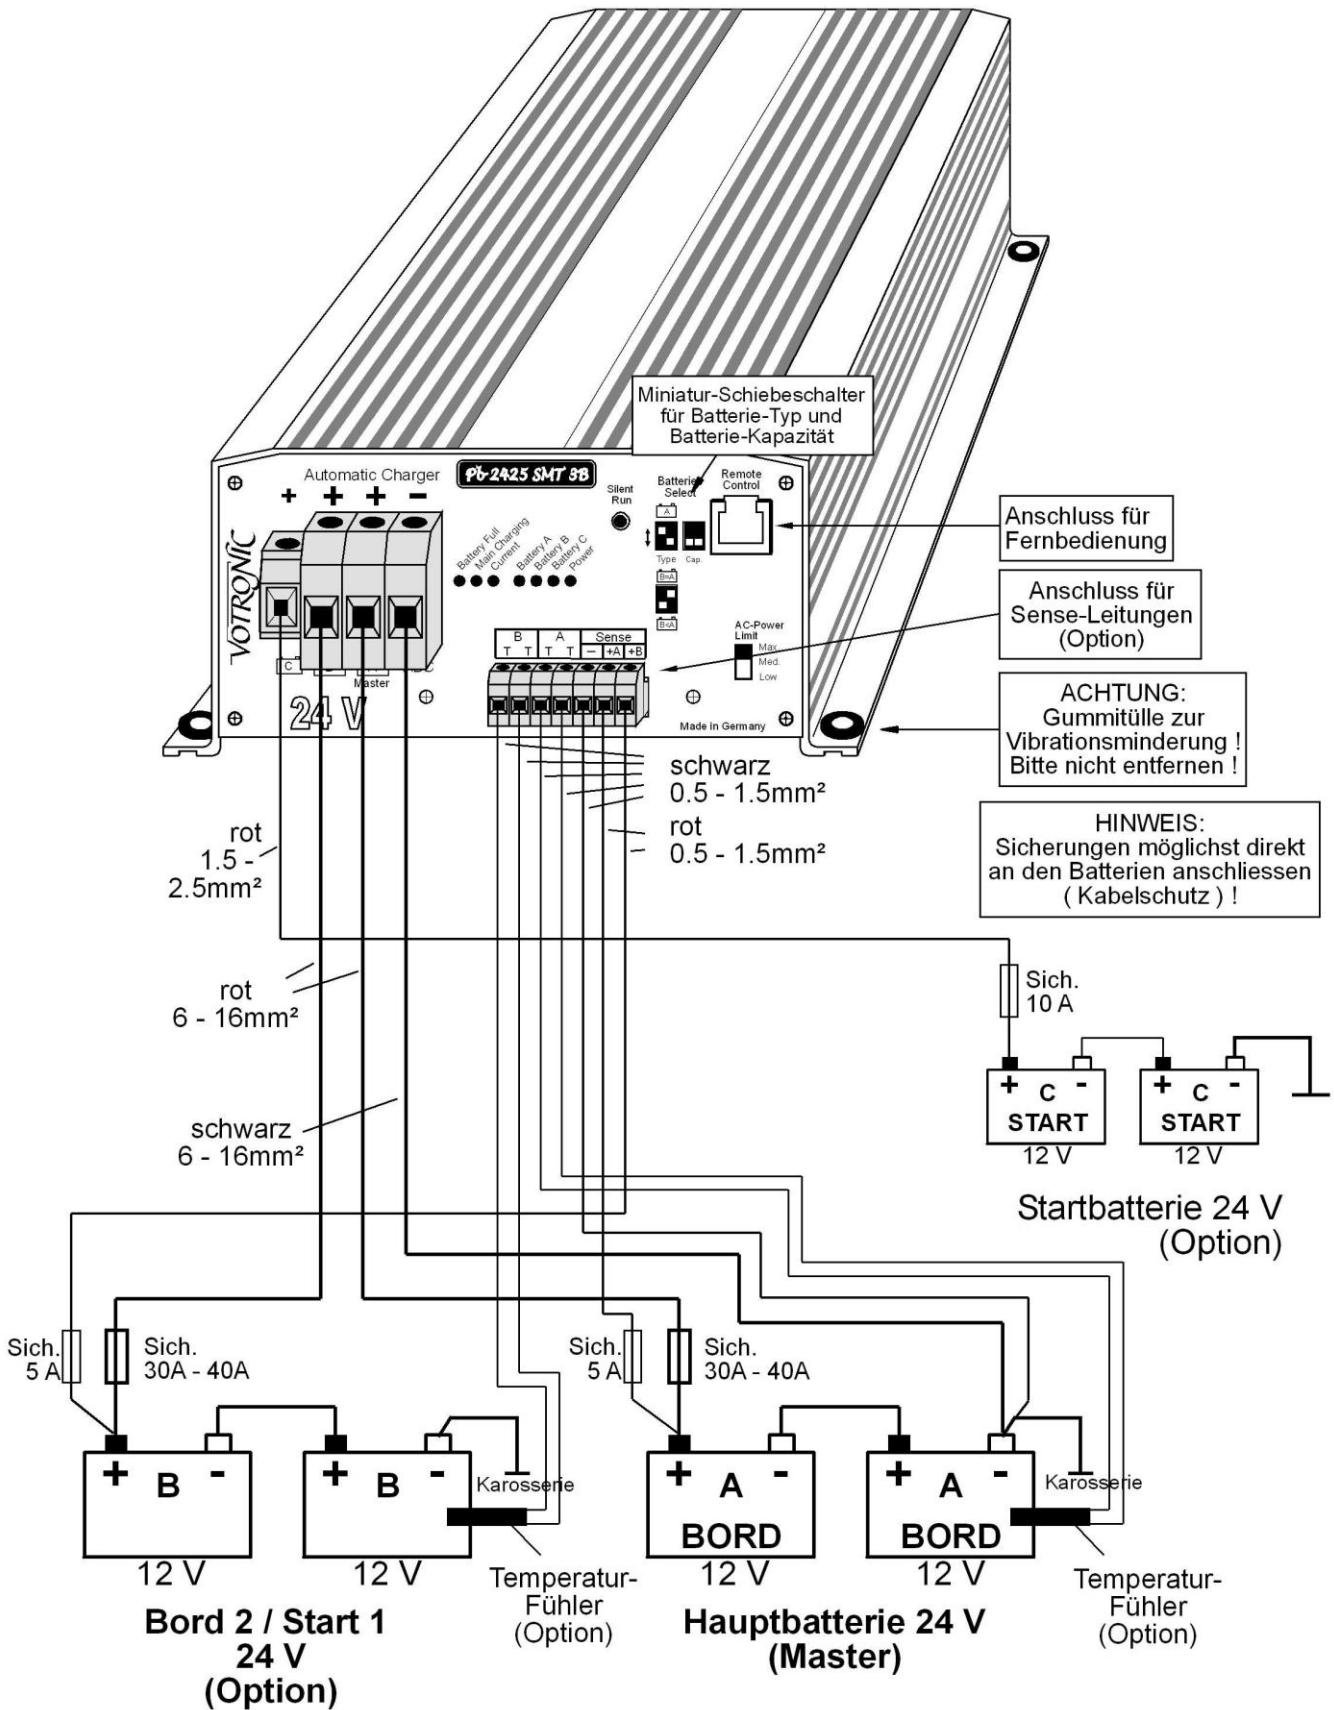 Miniatur-Schiebeschalter
für Batterie-Typ und
Batterie-Kapazität
Automatic Charger
Pb 2425 SMT 3B
+ + + −
Silent
Run
Batterie
Select
Remote
Control
A
Type
Cap.
B=A
B<A
VOTRONIC
Battery Full
Main Charging
Current
Battery A
Battery B
Battery C
Power
B
A
Sense
T T T T − +A +B
AC-Power
Limit
Max.
Med.
Low
C
Master
24 V
Made in Germany
Anschluss für
Fernbedienung
Anschluss für
Sense-Leitungen
(Option)
ACHTUNG:
Gummitülle zur
Vibrationsminderung !
Bitte nicht entfernen !
HINWEIS:
Sicherungen möglichst direkt
an den Batterien anschliessen
( Kabelschutz ) !
schwarz
0.5 - 1.5mm²
rot
0.5 - 1.5mm²
rot
1.5 -
2.5mm²
rot
6 - 16mm²
schwarz
6 - 16mm²
Sich.
10 A
+ C -
START
12 V
+ C -
START
12 V
Startbatterie 24 V
(Option)
Sich.
5 A
Sich.
30A - 40A
Sich.
5 A
Sich.
30A - 40A
+ B -
12 V
+ B -
12 V
Karosserie
Temperatur-
Fühler
(Option)
Bord 2 / Start 1
24 V
(Option)
+ A -
BORD
12 V
+ A -
BORD
12 V
Karosserie
Temperatur-
Fühler
(Option)
Hauptbatterie 24 V
(Master)